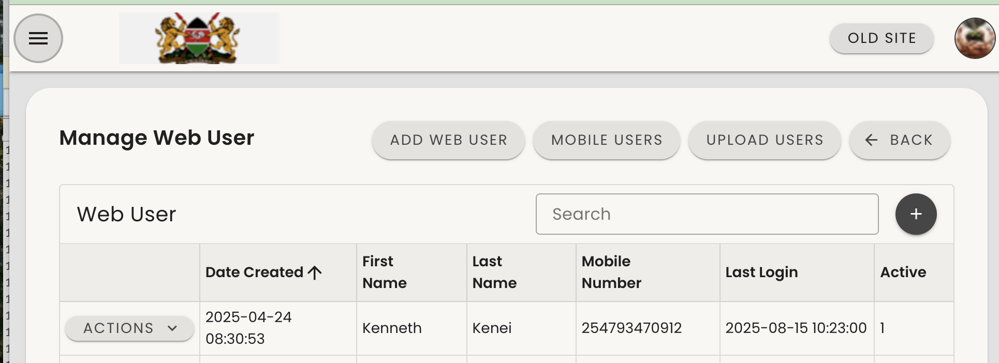 OLD SITE
Manage Web User
ADD WEB USER
MOBILE USERS
UPLOAD USERS
BACK
Web User
Search
+
Date Created
First
Name
Last
Name
Mobile
Number
Last Login
Active
ACTIONS
2025-04-24
08:30:53
Kenneth
Kenei
254793470912
2025-08-15 10:23:00
1